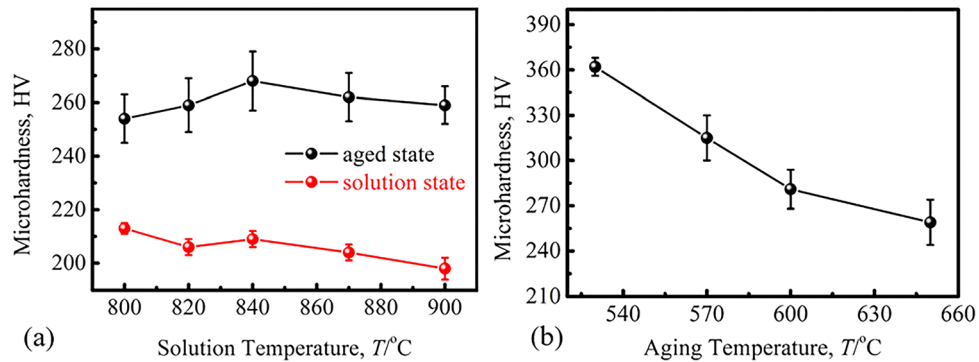 280
260
240
220
200
Microhardness, HV
aged state
solution state
800 820 840 860 880 900
(a) Solution Temperature, T/°C
390
360
330
300
270
240
210
Microhardness, HV
540 570 600 630 660
(b) Aging Temperature, T/°C